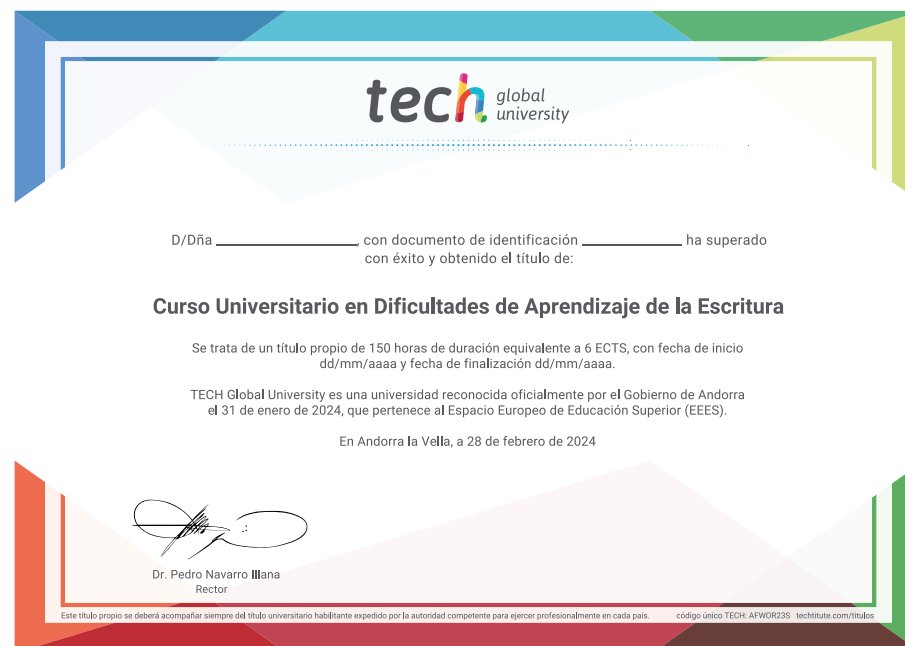 tech global
university
D/Dña ______________, con documento de identificación __________ ha superado
con éxito y obtenido el título de:
Curso Universitario en Dificultades de Aprendizaje de la Escritura
Se trata de un título propio de 150 horas de duración equivalente a 6 ECTS, con fecha de inicio
dd/mm/aaaa y fecha de finalización dd/mm/aaaa.
TECH Global University es una universidad reconocida oficialmente por el Gobierno de Andorra
el 31 de enero de 2024, que pertenece al Espacio Europeo de Educación Superior (EEES).
En Andorra la Vella, a 28 de febrero de 2024
Dr. Pedro Navarro Illana
Rector
Este título propio se deberá acompañar siempre del título universitario habilitante expedido por la autoridad competente para ejercer profesionalmente en cada país. código único TECH: AFWOR23S techtitute.com/titulos